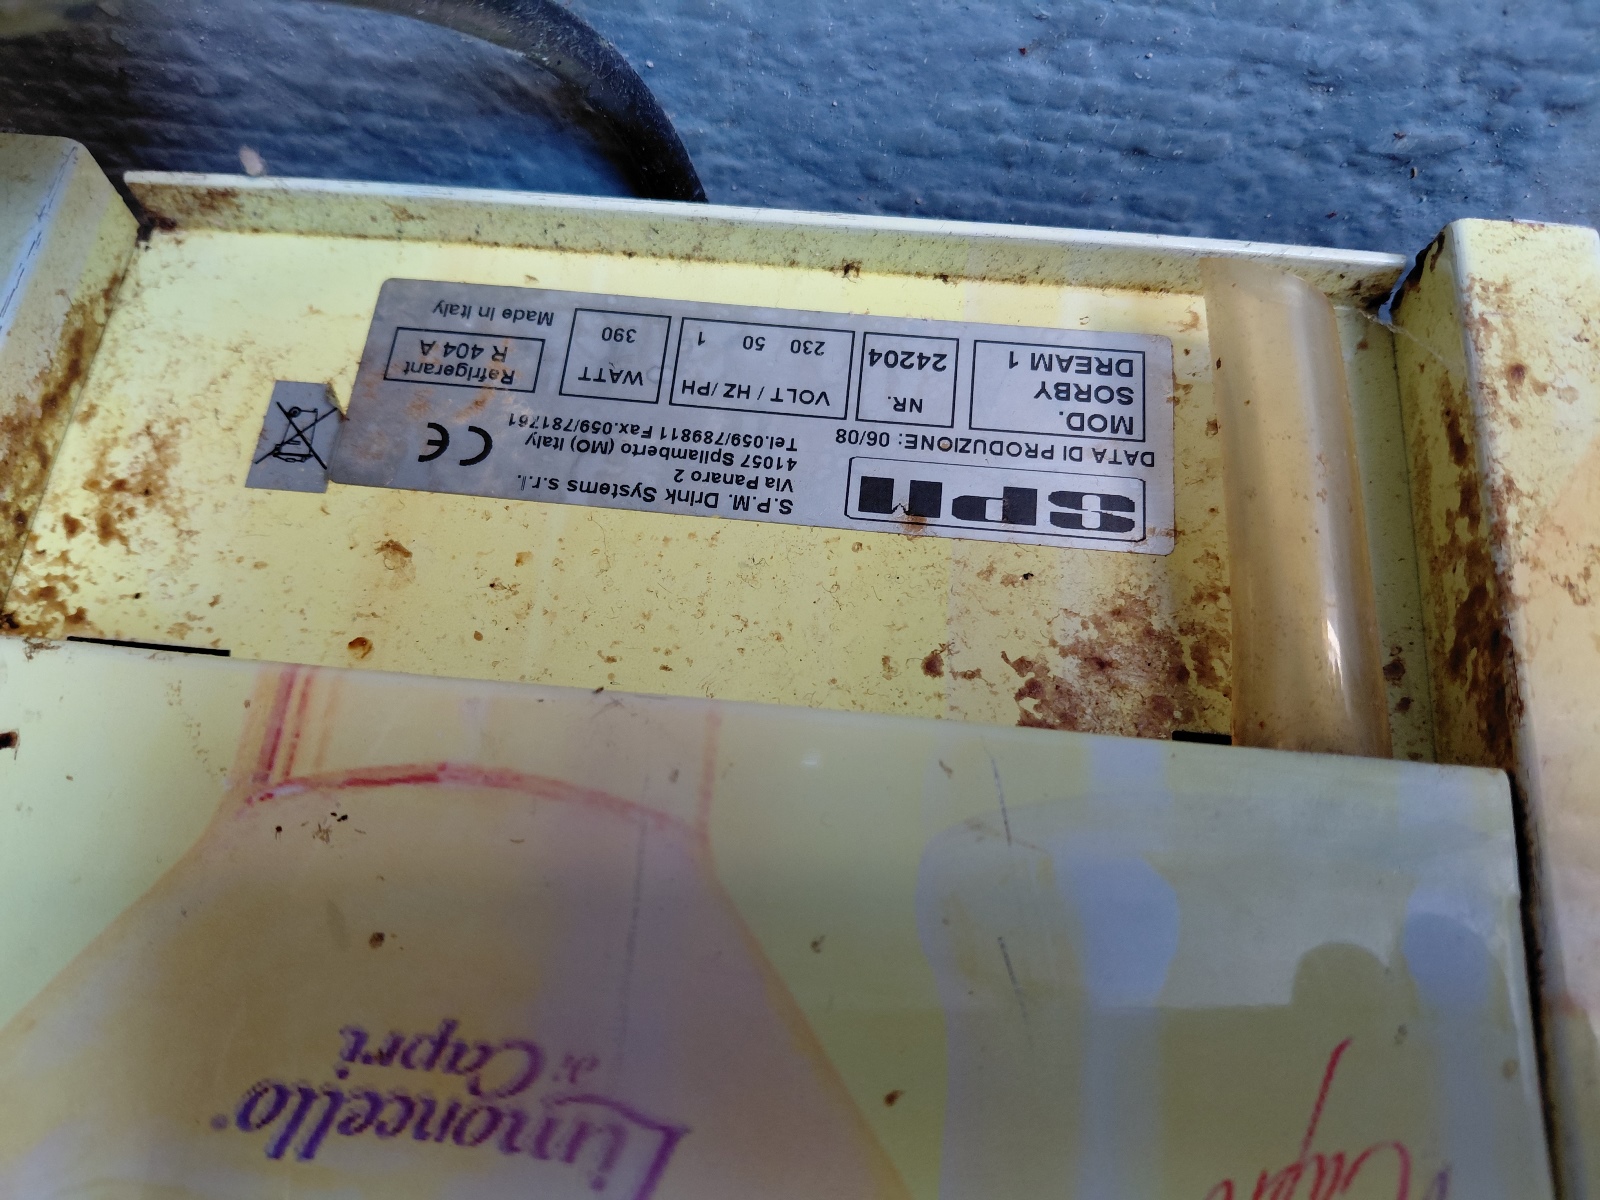 SPM
S.P.M. Drink Systems s.r.l.
Via Panaro 2
41057 Spilamberto (MO) Italy
Tel.059/789811 Fax.059/781761
CE
DATA DI PRODUZIONE: 06/08
MOD.
SORBY
DREAM 1
NR.
24204
VOLT / HZ /PH
230 50 1
WATT
390
Refrigerant
R 404 A
Made in Italy
Limoncello®
di Capri